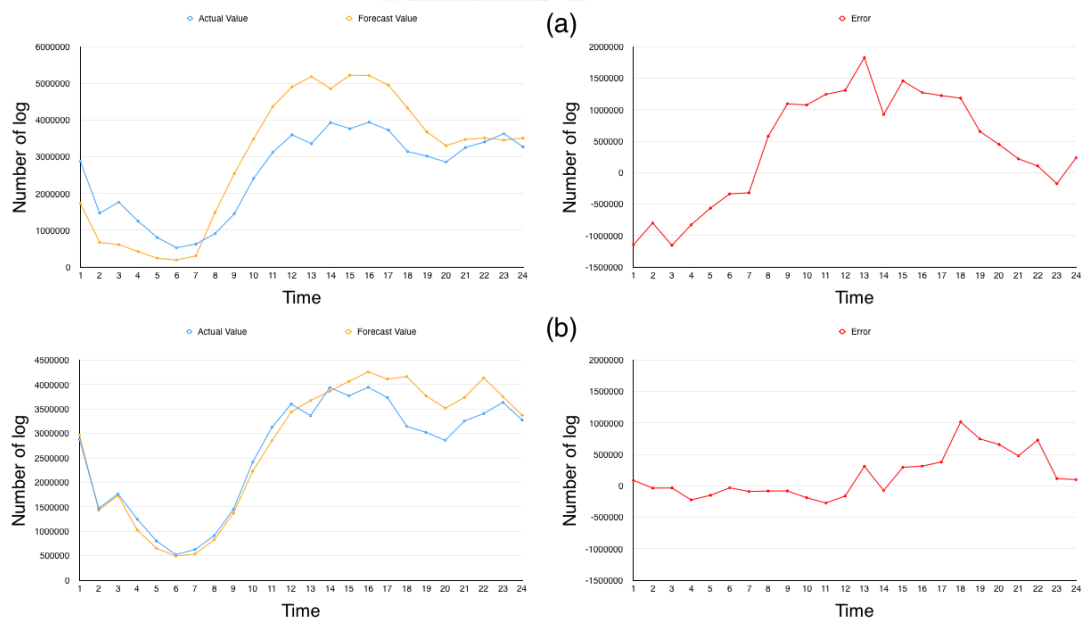 (a)
Actual Value Forecast Value
6000000
5000000
4000000
3000000
2000000
1000000
0
Number of log
1 2 3 4 5 6 7 8 9 10 11 12 13 14 15 16 17 18 19 20 21 22 23 24
Time
Error
2000000
1500000
1000000
500000
0
-500000
-1000000
-1500000
Number of log
1 2 3 4 5 6 7 8 9 10 11 12 13 14 15 16 17 18 19 20 21 22 23 24
Time
(b)
Actual Value Forecast Value
4500000
4000000
3500000
3000000
2500000
2000000
1500000
1000000
500000
0
Number of log
1 2 3 4 5 6 7 8 9 10 11 12 13 14 15 16 17 18 19 20 21 22 23 24
Time
Error
2000000
1500000
1000000
500000
0
-500000
-1000000
-1500000
Number of log
1 2 3 4 5 6 7 8 9 10 11 12 13 14 15 16 17 18 19 20 21 22 23 24
Time